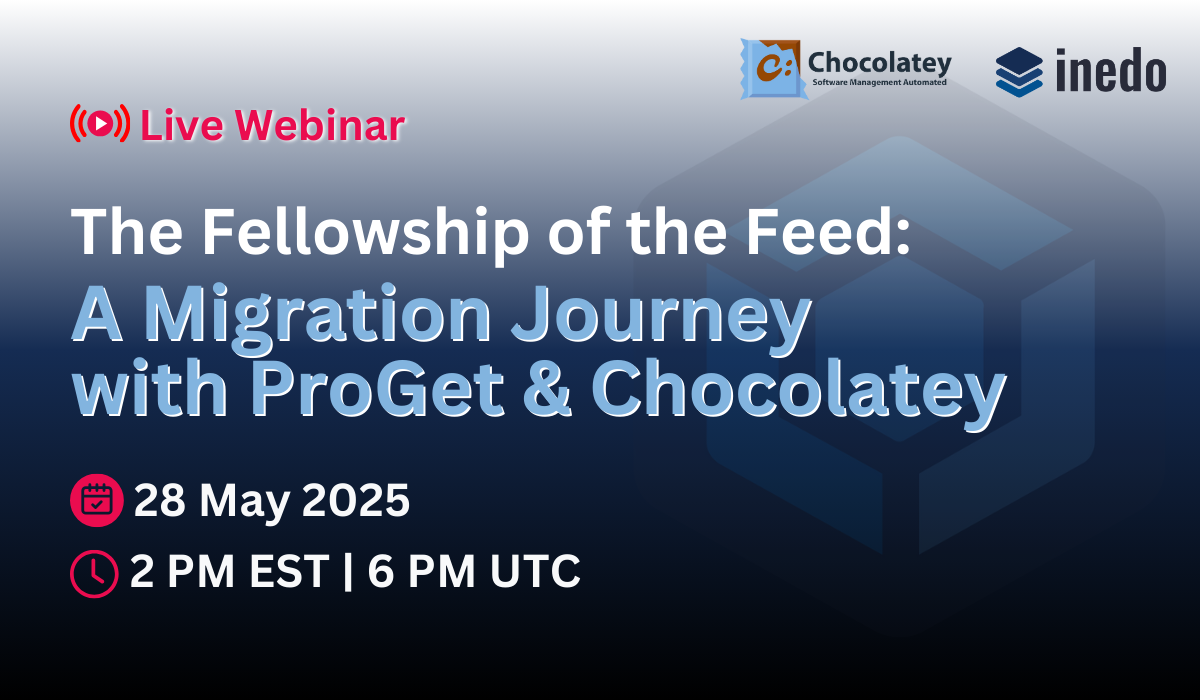 Chocolatey
Software Management Automated
inedo
Live Webinar
The Fellowship of the Feed:
A Migration Journey
with ProGet & Chocolatey
28 May 2025
2 PM EST | 6 PM UTC